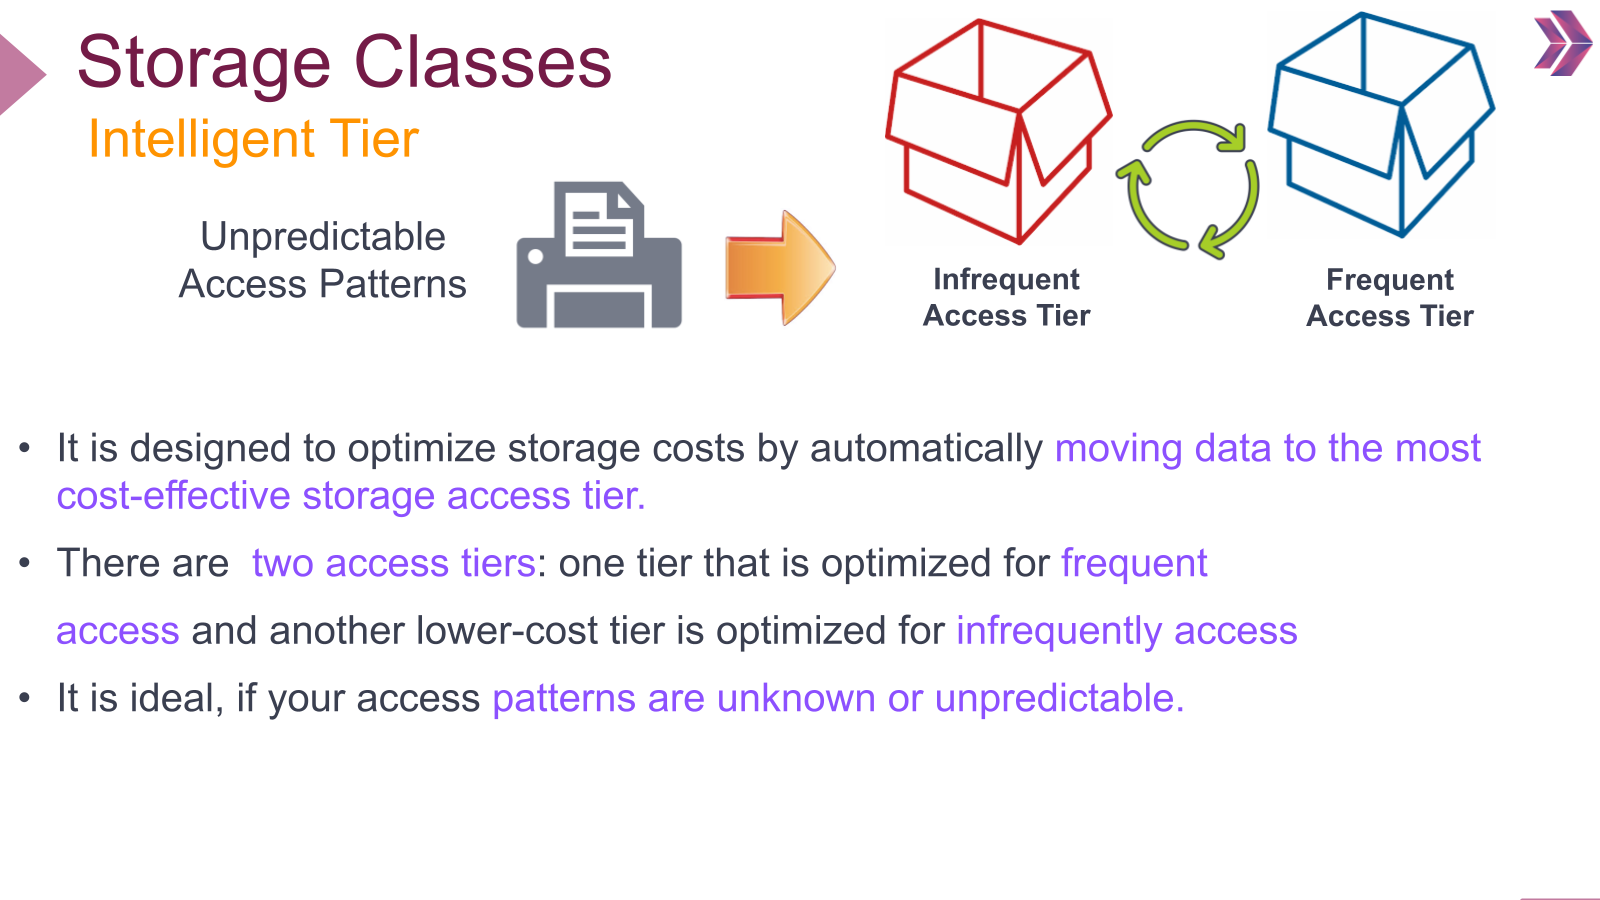 Storage Classes
Intelligent Tier
Unpredictable
Access Patterns
Infrequent
Access Tier
Frequent
Access Tier
• It is designed to optimize storage costs by automatically moving data to the most
cost-effective storage access tier.
• There are  two access tiers: one tier that is optimized for frequent
access and another lower-cost tier is optimized for infrequently access
• It is ideal, if your access patterns are unknown or unpredictable.